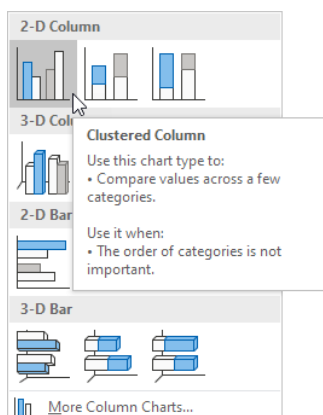 2-D Column
3-D Col
Clustered Column
Use this chart type to:
• Compare values across a few
categories.
Use it when:
• The order of categories is not
important.
2-D Bar
3-D Bar
More Column Charts...